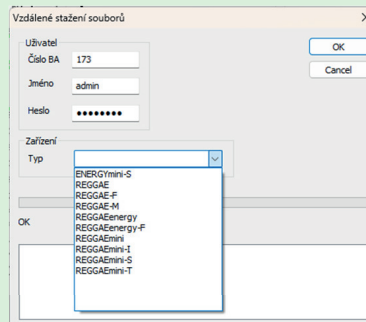 Vzdálené stažení souborů
Uživatel
Číslo BA 173
Jméno admin
Heslo ●●●●●●●●
OK
Cancel
Zařízení
Typ
ENERGYmini-S
REGGAE
REGGAE-F
REGGAE-M
REGGAEenergy
REGGAEenergy-F
REGGAEmini
REGGAEmini-I
REGGAEmini-S
REGGAEmini-T
OK